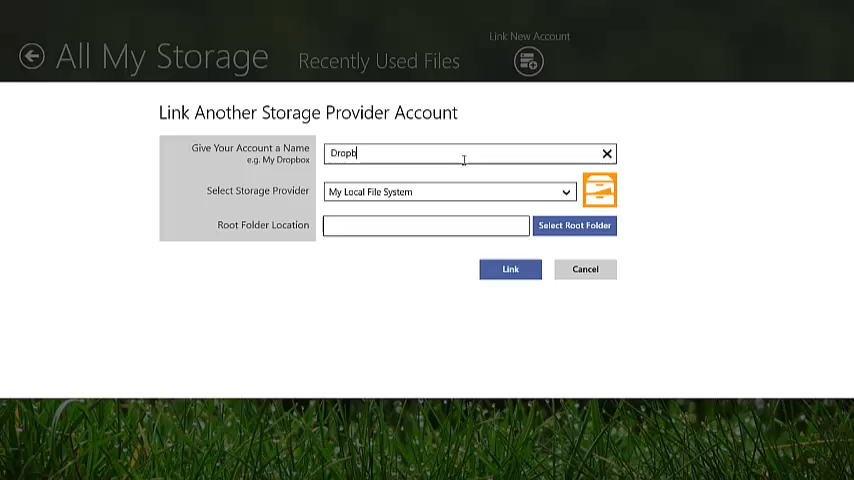 All My Storage
Recently Used Files
Link New Account
Link Another Storage Provider Account
Give Your Account a Name
e.g. My Dropbox
Dropb
Select Storage Provider
My Local File System
Root Folder Location
Select Root Folder
Link
Cancel